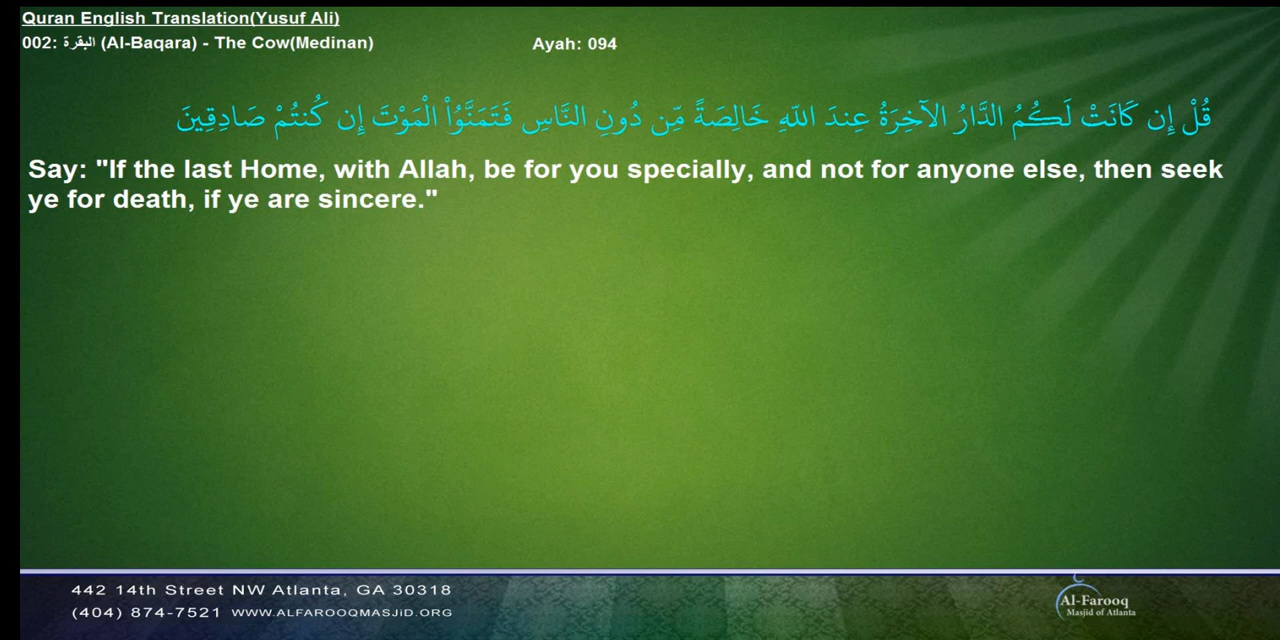 Quran English Translation(Yusuf Ali)
002: البقرة (Al-Baqara) - The Cow(Medinan)
Ayah: 094
قُلْ إِن كَانَتْ لَكُمُ الدَّارُ الآخِرَةُ عِندَ اللّهِ خَالِصَةً مِّن دُونِ النَّاسِ فَتَمَنَّوُاْ الْمَوْتَ إِن كُنتُمْ صَادِقِينَ
Say: "If the last Home, with Allah, be for you specially, and not for anyone else, then seek
ye for death, if ye are sincere."
442 14th Street NW Atlanta, GA 30318
(404) 874-7521 WWW.ALFAROOQMASJiD.ORG
Al-Farooq
Masjid of Atlanta